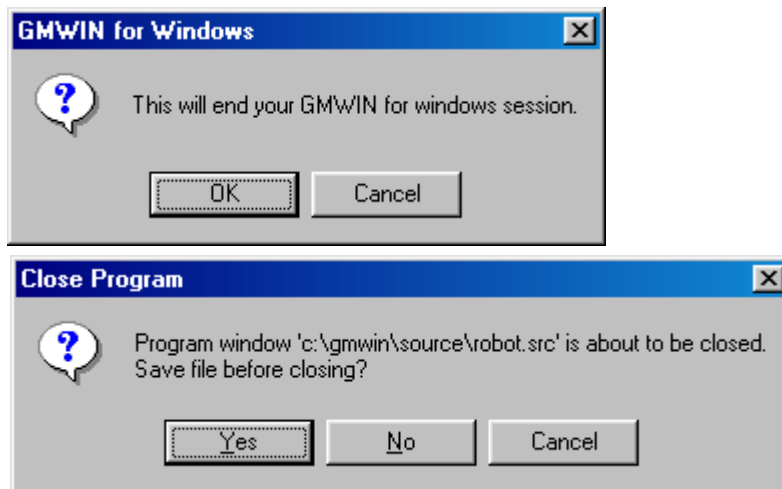 GMWIN for Windows
This will end your GMWIN for windows session.
OK Cancel
Close Program
Program window 'c:\gmwin\source\robot.src' is about to be closed.
Save file before closing?
Yes No Cancel